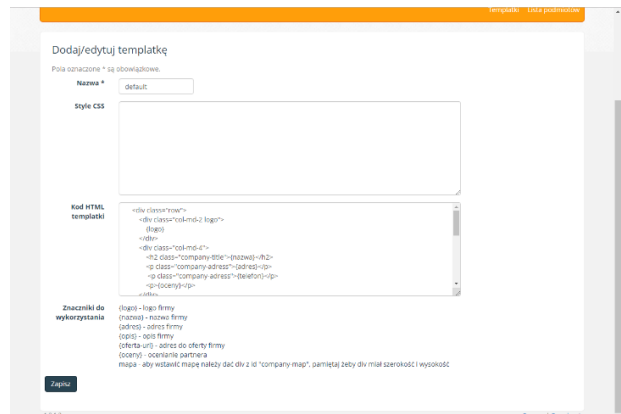 Templatki Lista podmiotów
Dodaj/edytuj templatkę
Pola oznaczone * są obowiązkowe.
Nazwa *
default
Style CSS
Kod HTML
templatki
<div class="row">
<div class="col-md-2 logo">
{logo}
</div>
<div class="col-md-4">
<h2 class="company-title">{nazwa}</h2>
<p class="company-adress">{adres}</p>
<p class="company-adress">{telefon}</p>
<p>{oceny}</p>
</div>
Znaczniki do
wykorzystania
{logo} - logo firmy
{nazwa} - nazwa firmy
{adres} - adres firmy
{opis} - opis firmy
{oferta-url} - adres do oferty firmy
{oceny} - ocenianie partnera
mapa - aby wstawić mapę należy dać div z id "company-map", pamiętaj żeby div miał szerokość i wysokość
Zapisz